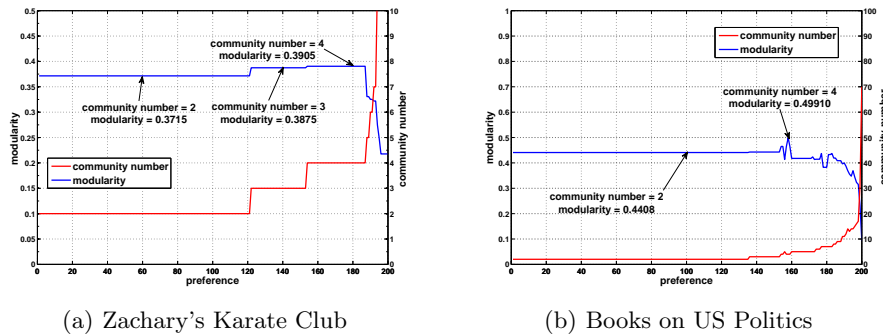 0.5
0.45
0.4
0.35
0.3
0.25
0.2
0.15
0.1
0.05
0
modularity
10
9
8
7
6
5
4
3
2
1
0
community number
0 20 40 60 80 100 120 140 160 180 200
preference
community number = 4
modularity = 0.3905
community number = 2
modularity = 0.3715
community number = 3
modularity = 0.3875
community number
modularity
(a) Zachary's Karate Club
1
0.9
0.8
0.7
0.6
0.5
0.4
0.3
0.2
0.1
0
modularity
100
90
80
70
60
50
40
30
20
10
0
community number
0 20 40 60 80 100 120 140 160 180 200
preference
community number
modularity
community number = 4
modularity = 0.49910
community number = 2
modularity = 0.4408
(b) Books on US Politics